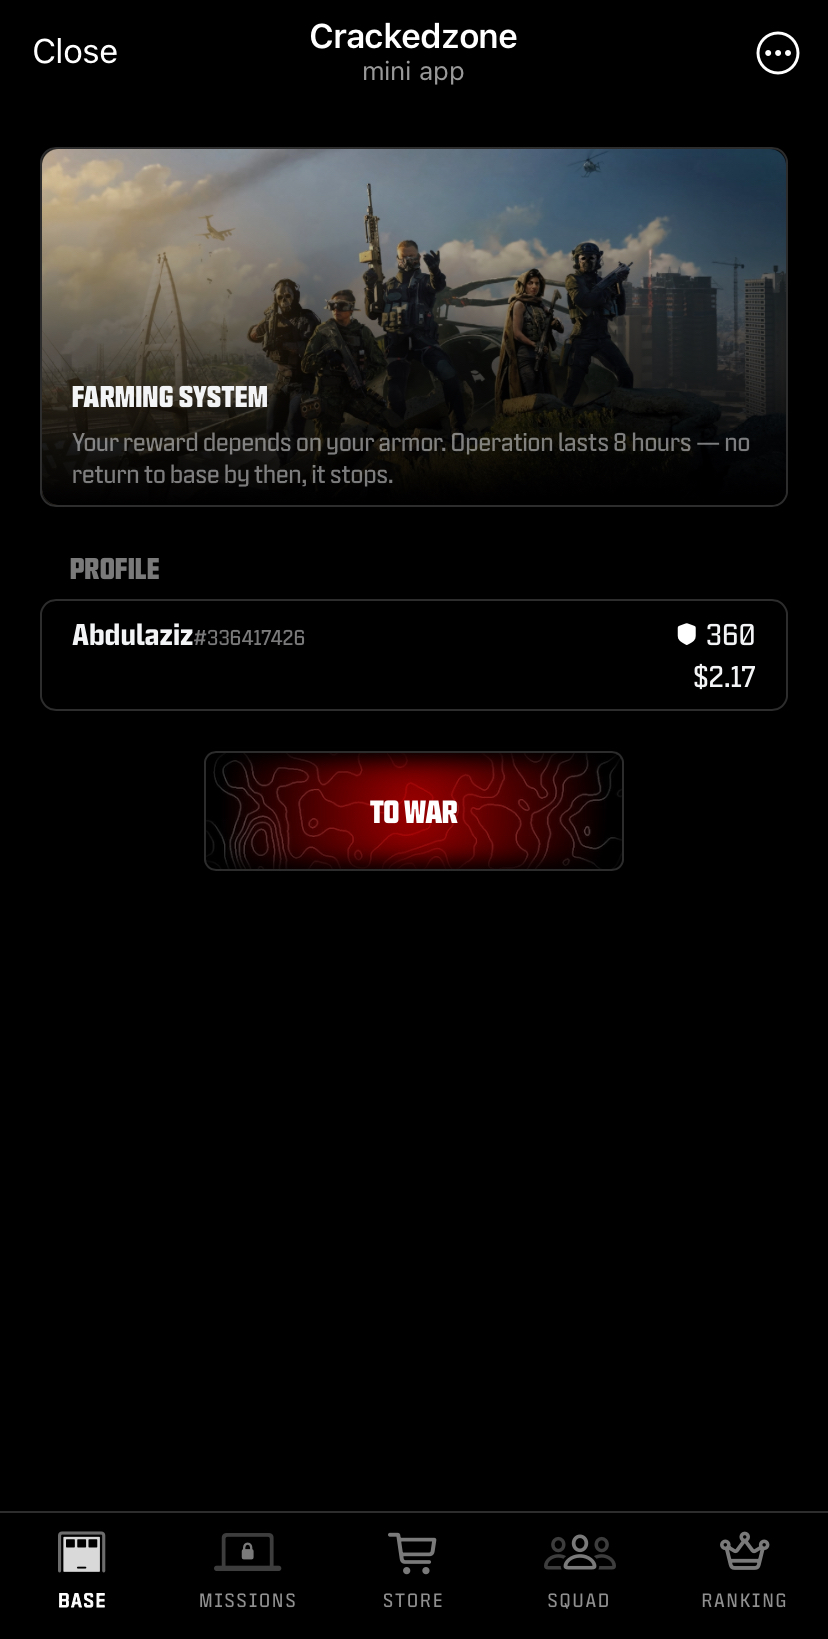 Close
Crackedzone
mini app
FARMING SYSTEM
Your reward depends on your armor. Operation lasts 8 hours — no
return to base by then, it stops.
PROFILE
Abdulaziz#336417426
360
$2.17
TO WAR
BASE
MISSIONS
STORE
SQUAD
RANKING